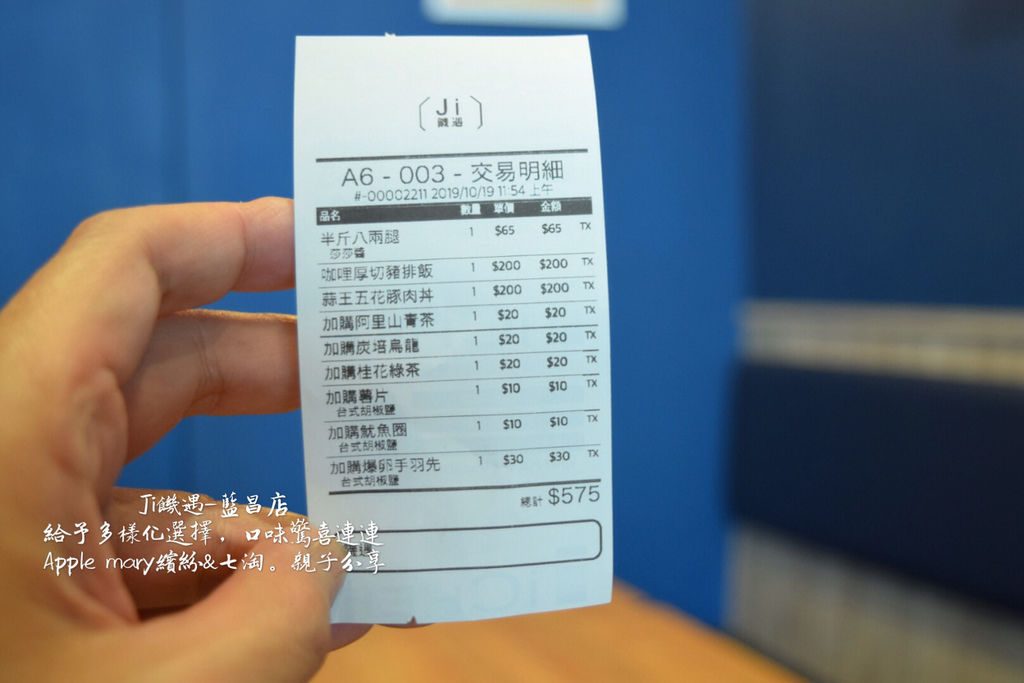 Ji
饑遇
A6 - 003 - 交易明細
#-00002211 2019/10/19 11:54 上午
品名 數量 單價 金額
半斤八兩腿 1 $65 $65 TX
莎莎醬
咖哩厚切豬排飯 1 $200 $200 TX
蒜王五花豚肉丼 1 $200 $200 TX
加購阿里山青茶 1 $20 $20 TX
加購炭培烏龍 1 $20 $20 TX
加購桂花綠茶 1 $20 $20 TX
加購薯片 1 $10 $10 TX
台式胡椒鹽
加購魷魚圈 1 $10 $10 TX
台式胡椒鹽
加購爆卵手羽先 1 $30 $30 TX
台式胡椒鹽
總計 $575
Ji饑遇-藍昌店
給予多樣化選擇，口味驚喜連連
Apple mary繽紛&七淘。親子分享